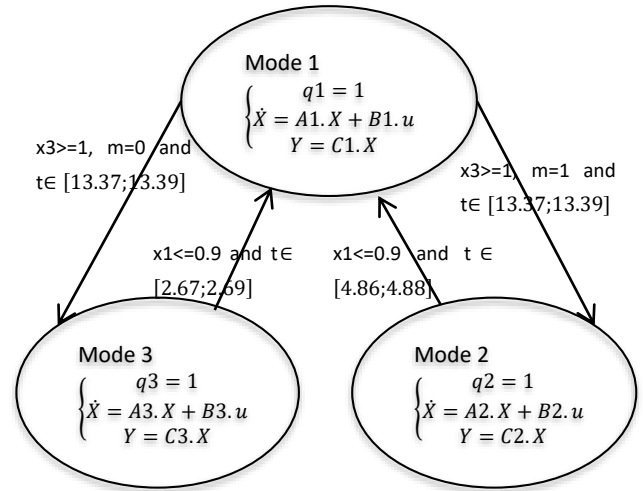 Mode 1
q1 = 1
Ẋ = A1.X + B1.u
Y = C1.X
x3>=1, m=0 and
t∈ [13.37;13.39]
x3>=1, m=1 and
t∈ [13.37;13.39]
x1<=0.9 and t∈
[2.67;2.69]
x1<=0.9 and t ∈
[4.86;4.88]
Mode 3
q3 = 1
Ẋ = A3.X + B3.u
Y = C3.X
Mode 2
q2 = 1
Ẋ = A2.X + B2.u
Y = C2.X